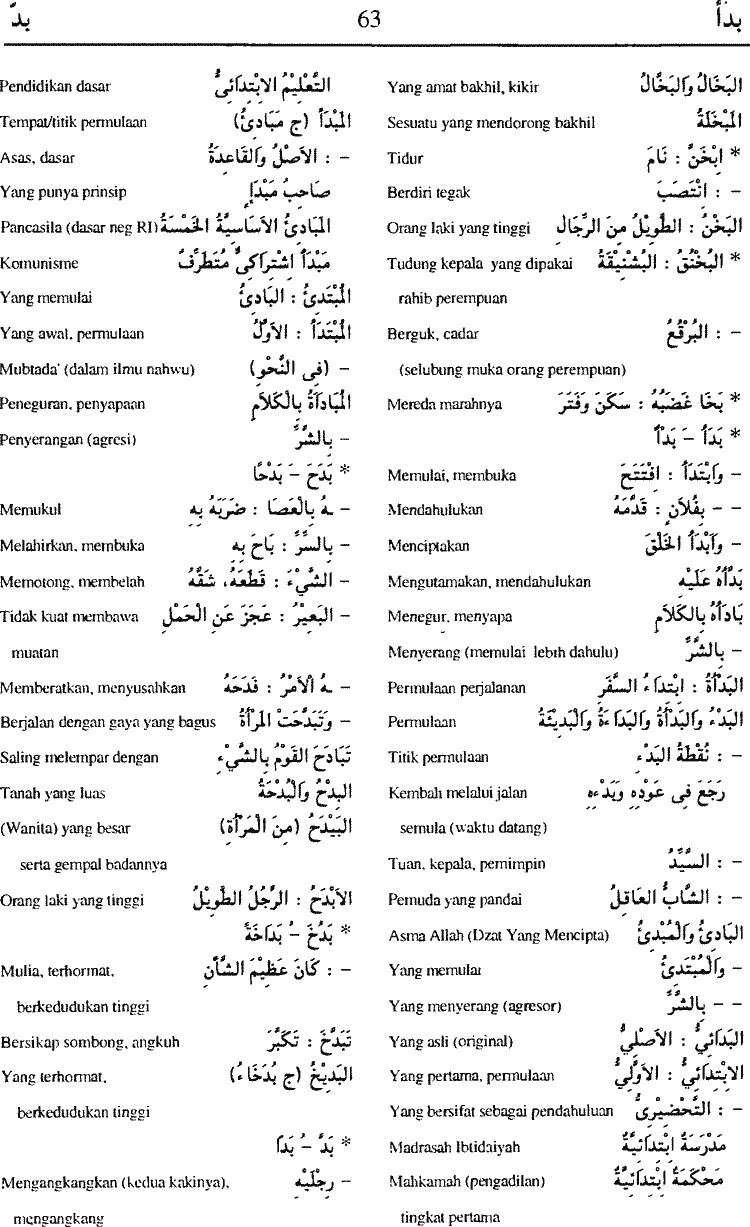 بدأ 63 بدّ
البَخَّالُ وَالبَخَّالُ Yang amat bakhil, kikir
المَبْخَلَةُ Sesuatu yang mendorong bakhil
* ابْخَنَّ : نَامَ Tidur
– : انْتَصَبَ Berdiri tegak
البَخْنُ : الطَّوِيْلُ مِنَ الرِّجَالِ Orang laki yang tinggi
* البُخْنُقُ : البُشْنِيْقَةُ Tudung kepala yang dipakai
rahib perempuan
– : البُرْقُعُ Berguk, cadar
(selubung muka orang perempuan)
* بَخَا غَضَبُهُ : سَكَنَ وَفَتَرَ Mereda marahnya
* بَدَأَ – َ بَدْأً
– وَابْتَدَأَ : افْتَتَحَ Memulai, membuka
– – بِفُلَانٍ : قَدَّمَهُ Mendahulukan
– وَأَبْدَأَ الخَلْقَ Menciptakan
بَدَّأَهُ عَلَيْهِ Mengutamakan, mendahulukan
بَادَأَهُ بِالكَلَامِ Menegur, menyapa
– بِالشَّرِّ Menyerang (memulai lebih dahulu)
البَدْأَةُ : ابْتِدَاءُ السَّفَرِ Permulaan perjalanan
البَدْءُ وَالبَدْأَةُ وَالبَدَاءَةُ وَالبَدِيْئَةُ Permulaan
– : نُقْطَةُ البَدْءِ Titik permulaan
رَجَعَ فِى عَوْدِهِ وَبَدْءِهِ Kembali melalui jalan
semula (waktu datang)
– : السَّيِّدُ Tuan, kepala, pemimpin
– : الشَّابُّ العَاقِلُ Pemuda yang pandai
البَادِئُ وَالمُبْدِئُ Asma Allah (Dzat Yang Mencipta)
– وَالمُبْتَدِئُ Yang memulai
– – بِالشَّرِّ Yang menyerang (agresor)
البَدَائِيُّ : الأَصْلِيُّ Yang asli (original)
الابْتِدَائِيُّ : الأَوَّلِيُّ Yang pertama, permulaan
– : التَّحْضِيْرِىُّ Yang bersifat sebagai pendahuluan
مَدْرَسَةٌ ابْتِدَائِيَّةٌ Madrasah Ibtidaiyah
مَحْكَمَةٌ ابْتِدَائِيَّةٌ Mahkamah (pengadilan)
tingkat pertama
التَّعْلِيْمُ الابْتِدَائِىُّ Pendidikan dasar
المَبْدَأُ (ج مَبَادِئُ) Tempat/titik permulaan
– : الأَصْلُ وَالقَاعِدَةُ Asas, dasar
صَاحِبُ مَبْدَإٍ Yang punya prinsip
المَبَادِئُ الأَسَاسِيَّةُ الخَمْسَةُ Pancasila (dasar neg RI)
مَبْدَأٌ اشْتِرَاكِىٌّ مُتَطَرِّفٌ Komunisme
المُبْتَدِئُ : البَادِئُ Yang memulai
المُبْتَدَأُ : الأَوَّلُ Yang awal, permulaan
– (فِى النَّحْوِ) Mubtada' (dalam ilmu nahwu)
المُبَادَأَةُ بِالْكَلَامِ Peneguran, penyapaan
– بِالشَّرِّ Penyerangan (agresi)
* بَدَحَ – َ بَدْحًا
– ـهُ بِالْعَصَا : ضَرَبَهُ بِهِ Memukul
– بِالسِّرِّ : بَاحَ بِهِ Melahirkan, membuka
– الشَّيْءَ : قَطَعَهُ، شَقَّهُ Memotong, membelah
– البَعِيْرُ : عَجَزَ عَنِ الحَمْلِ Tidak kuat membawa
muatan
– ـهُ الأَمْرُ : فَدَحَهُ Memberatkan, menyusahkan
– وَتَبَدَّحَتْ المَرْأَةُ Berjalan dengan gaya yang bagus
تَبَادَحَ القَوْمُ بِالشَّيْءِ Saling melempar dengan
البِدْحُ وَالبُدْحَةُ Tanah yang luas
البَيْدَحُ (مِنَ الْمَرْأَةِ) (Wanita) yang besar
serta gempal badannya
الأَبْدَحُ : الرَّجُلُ الطَّوِيْلُ Orang laki yang tinggi
* بَدُخَ – ُ بَدَاخَةً
– : كَانَ عَظِيْمَ الشَّأْنِ Mulia, terhormat,
berkedudukan tinggi
تَبَدَّخَ : تَكَبَّرَ Bersikap sombong, angkuh
البَدِيْخُ (ج بُدَخَاءُ) Yang terhormat,
berkedudukan tinggi
* بَدَّ – ُ بَدًّا
– رِجْلَيْهِ Mengangkangkan (kedua kakinya),
mengangkang